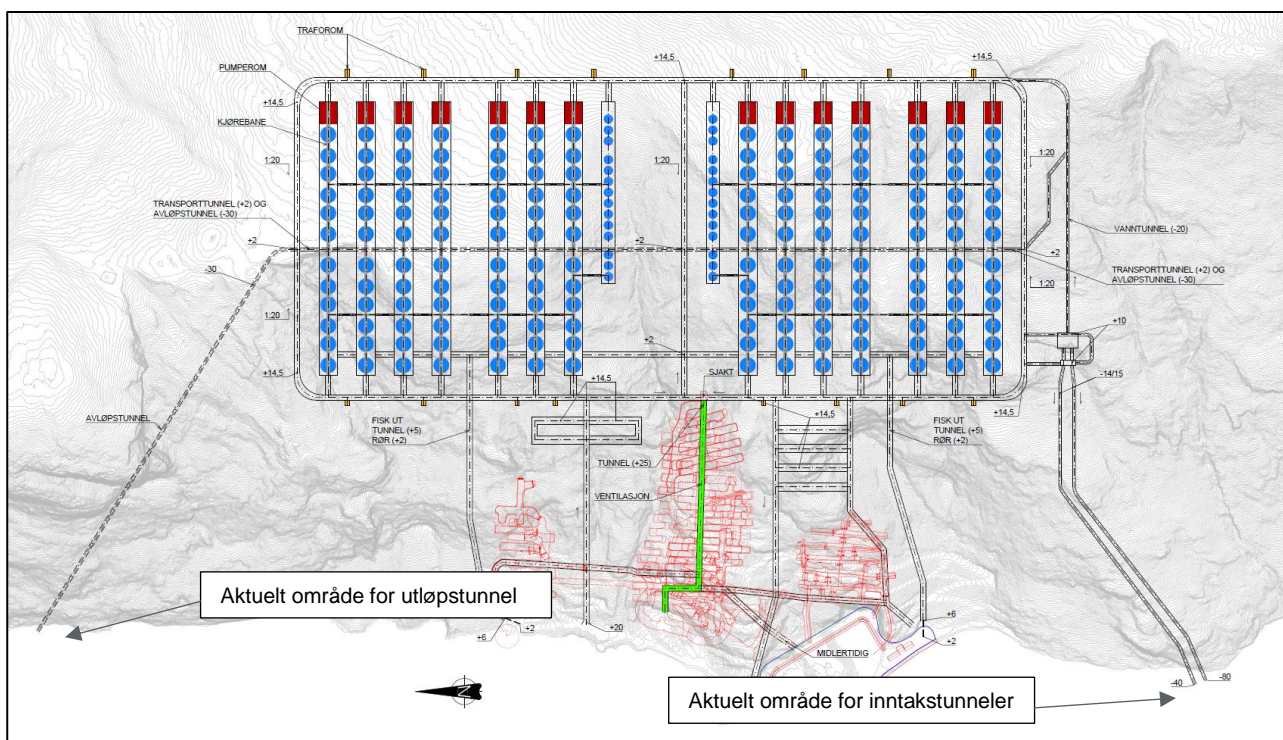 TRAFOROM
PUMPEROM
+14,5
+14,5
+14,5
KJØREBANE
1:20
1:20
1:20
TRANSPORTTUNNEL (+2) OG
AVLØPSTUNNEL (-30)
VANNTUNNEL (-20)
+2
+2
+2
-30
TRANSPORTTUNNEL (+2) OG
AVLØPSTUNNEL (-30)
1:20
1:20
+10
+2
SJAKT
-14/15
+14,5
+14,5
+14,5
+14,5
AVLØPSTUNNEL
FISK UT
TUNNEL (+5)
RØR (+2)
FISK UT
TUNNEL (+5)
RØR (+2)
TUNNEL (+25)
VENTILASJON
Aktuelt område for utløpstunnel
+6
+2
+20
+6
+2
MIDLERTIDIG
N
Aktuelt område for inntakstunneler
-40
-80